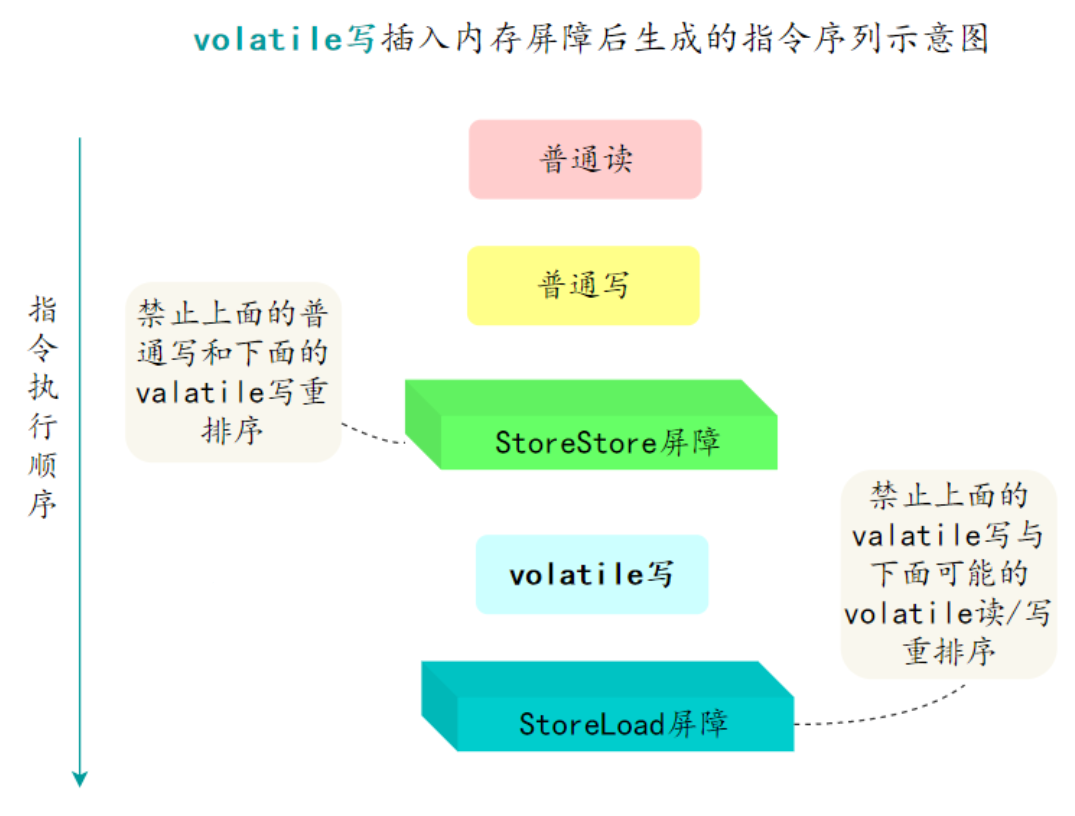 volatile写插入内存屏障后生成的指令序列示意图
普通读
普通写
指
令
执
行
顺
序
禁止上面的普
通写和下面的
valatile写重
排序
StoreStore屏障
禁止上面的
valatile写与
下面可能的
volatile读/写
重排序
volatile写
StoreLoad屏障